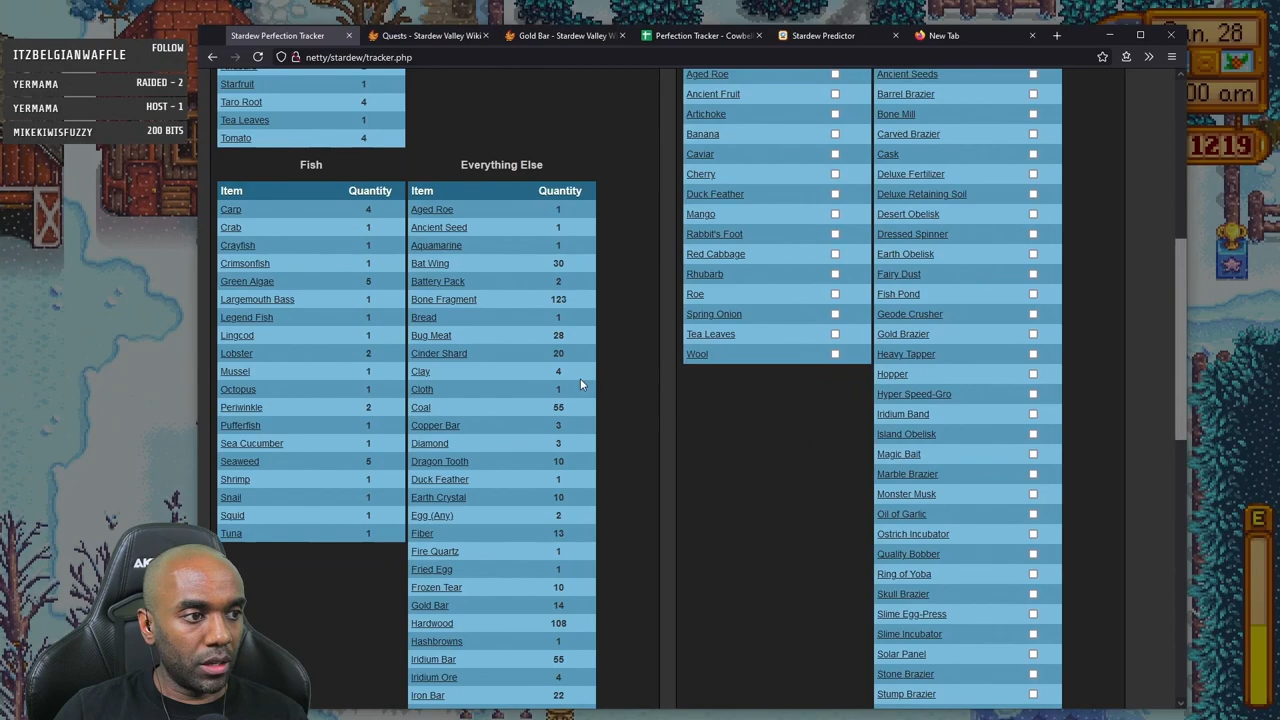 ITZBELGIANWAFFLE FOLLOW
YERMAMA RAIDED - 2
YERMAMA HOST - 1
MIKEKIWISFUZZY 200 BITS
Stardew Perfection Tracker
Quests - Stardew Valley Wiki
Gold Bar - Stardew Valley W
Perfection Tracker - Cowbel
Stardew Predictor
New Tab
netty/stardew/tracker.php
an. 28
00 am
1219
E
Starfruit 1
Taro Root 4
Tea Leaves 1
Tomato 4
Fish
Item Quantity
Carp 4
Crab 1
Crayfish 1
Crimsonfish 1
Green Algae 5
Largemouth Bass 1
Legend Fish 1
Lingcod 1
Lobster 2
Mussel 1
Octopus 1
Periwinkle 2
Pufferfish 1
Sea Cucumber 1
Seaweed 5
Shrimp 1
Snail 1
Squid 1
Tuna 1
Everything Else
Item Quantity
Aged Roe 1
Ancient Seed 1
Aquamarine 1
Bat Wing 30
Battery Pack 2
Bone Fragment 123
Bread 1
Bug Meat 28
Cinder Shard 20
Clay 4
Cloth 1
Coal 55
Copper Bar 3
Diamond 3
Dragon Tooth 10
Duck Feather 1
Earth Crystal 10
Egg (Any) 2
Fiber 13
Fire Quartz 1
Fried Egg 1
Frozen Tear 10
Gold Bar 14
Hardwood 108
Hashbrowns 1
Iridium Bar 55
Iridium Ore 4
Iron Bar 22
Aged Roe
Ancient Fruit
Artichoke
Banana
Caviar
Cherry
Duck Feather
Mango
Rabbit's Foot
Red Cabbage
Rhubarb
Roe
Spring Onion
Tea Leaves
Wool
Ancient Seeds
Barrel Brazier
Bone Mill
Carved Brazier
Cask
Deluxe Fertilizer
Deluxe Retaining Soil
Desert Obelisk
Dressed Spinner
Earth Obelisk
Fairy Dust
Fish Pond
Geode Crusher
Gold Brazier
Heavy Tapper
Hopper
Hyper Speed-Gro
Iridium Band
Island Obelisk
Magic Bait
Marble Brazier
Monster Musk
Oil of Garlic
Ostrich Incubator
Quality Bobber
Ring of Yoba
Skull Brazier
Slime Egg-Press
Slime Incubator
Solar Panel
Stone Brazier
Stump Brazier